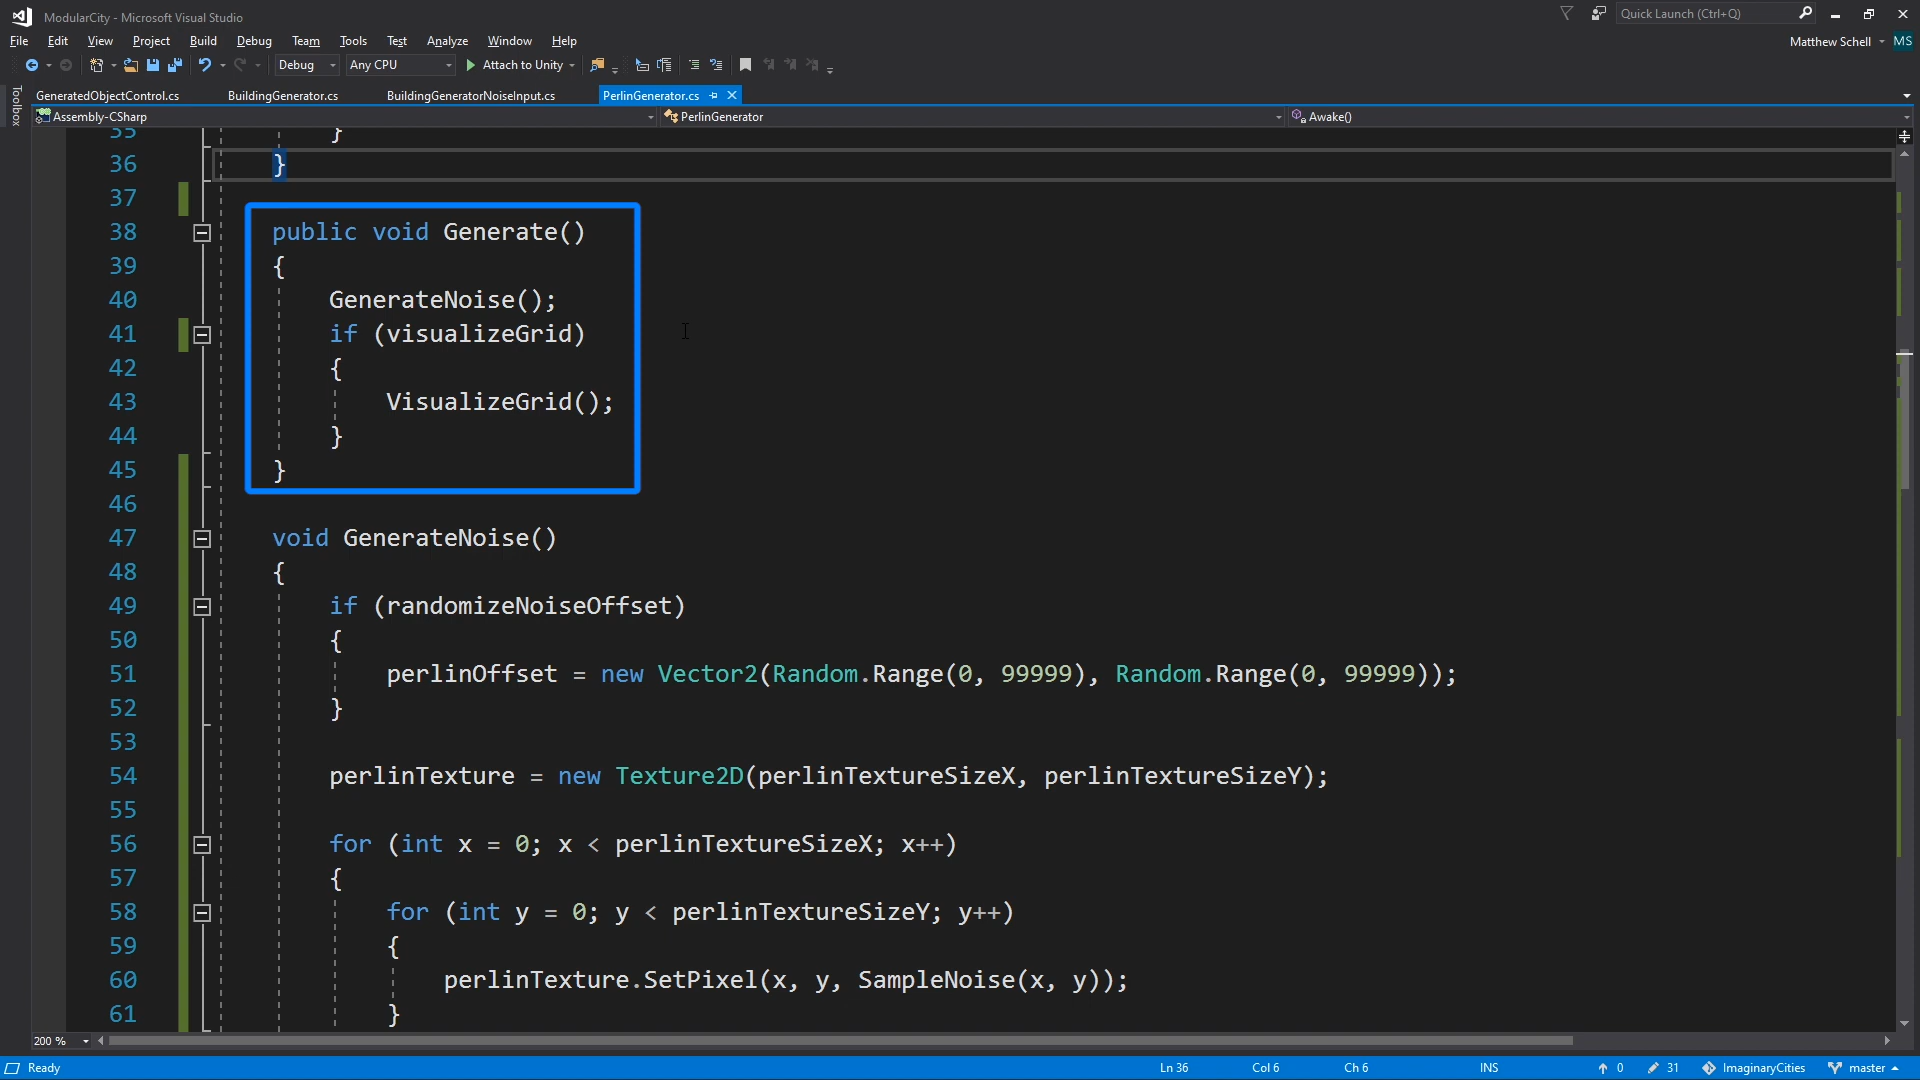 ModularCity - Microsoft Visual Studio
Quick Launch (Ctrl+Q)
File Edit View Project Build Debug Team Tools Test Analyze Window Help
Matthew Schell MS
Debug Any CPU Attach to Unity
Toolbox
GeneratedObjectControl.cs BuildingGenerator.cs BuildingGeneratorNoiseInput.cs PerlinGenerator.cs
Assembly-CSharp PerlinGenerator Awake()
35 }
36 }
37
38 public void Generate()
39 {
40 GenerateNoise();
41 if (visualizeGrid)
42 {
43 VisualizeGrid();
44 }
45 }
46
47 void GenerateNoise()
48 {
49 if (randomizeNoiseOffset)
50 {
51 perlinOffset = new Vector2(Random.Range(0, 99999), Random.Range(0, 99999));
52 }
53
54 perlinTexture = new Texture2D(perlinTextureSizeX, perlinTextureSizeY);
55
56 for (int x = 0; x < perlinTextureSizeX; x++)
57 {
58 for (int y = 0; y < perlinTextureSizeY; y++)
59 {
60 perlinTexture.SetPixel(x, y, SampleNoise(x, y));
61 }
200 %
Ready Ln 36 Col 6 Ch 6 INS 0 31 ImaginaryCities master